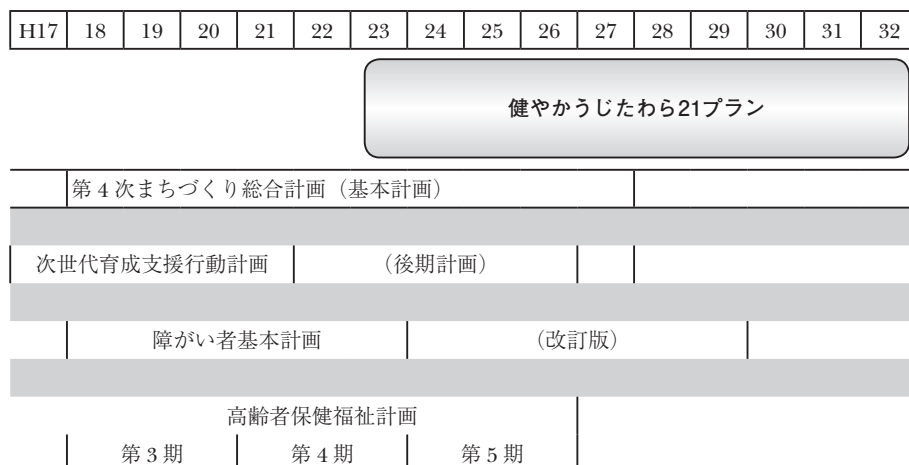 H17 18 19 20 21 22 23 24 25 26 27 28 29 30 31 32
健やかうじたわら21プラン
第4次まちづくり総合計画（基本計画）
次世代育成支援行動計画 （後期計画）
障がい者基本計画 （改訂版）
高齢者保健福祉計画
第3期 第4期 第5期